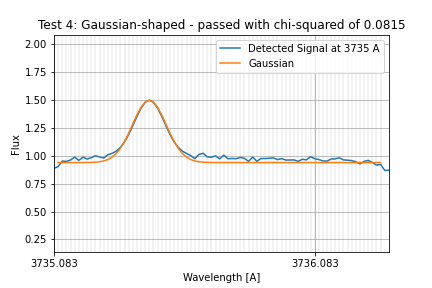 Test 4: Gaussian-shaped - passed with chi-squared of 0.0815
Detected Signal at 3735 A
Gaussian
2.00
1.75
1.50
1.25
1.00
0.75
0.50
0.25
Flux
3735.083
3736.083
Wavelength [A]